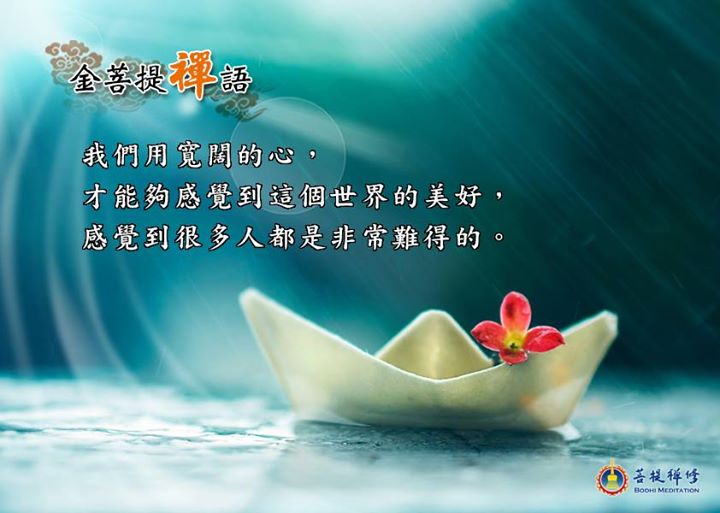 金菩提禪語
我們用寬闊的心，
才能夠感覺到這個世界的美好，
感覺到很多人都是非常難得的。
菩提禪修
BODHI MEDITATION